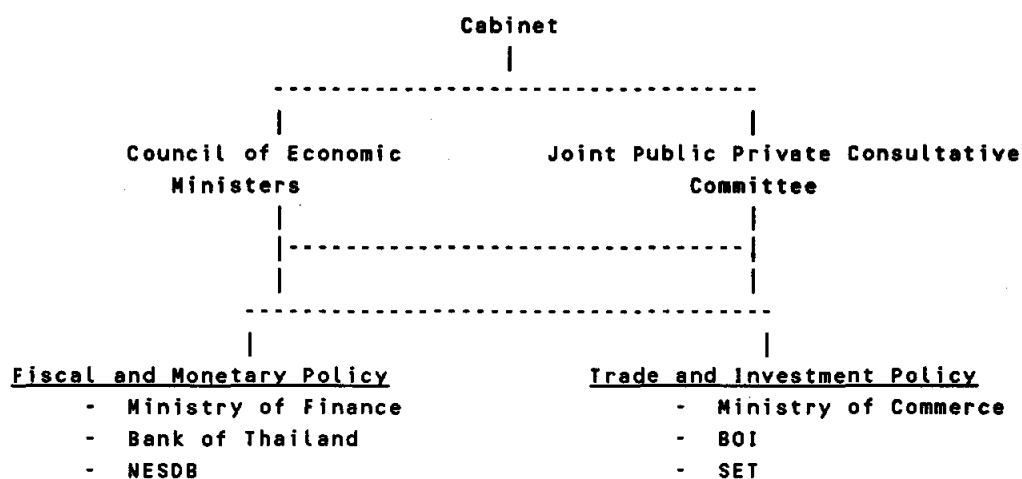 Cabinet
Council of Economic Ministers
Joint Public Private Consultative Committee
Fiscal and Monetary Policy
- Ministry of Finance
- Bank of Thailand
- NESDB
Trade and Investment Policy
- Ministry of Commerce
- BOI
- SET